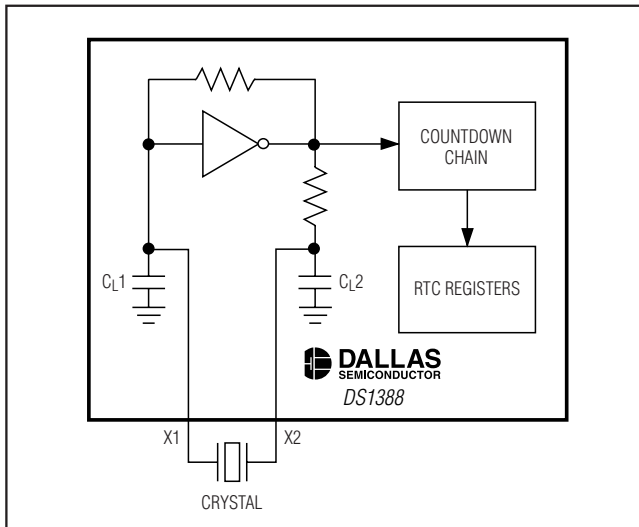 COUNTDOWN
CHAIN
CL1
CL2
RTC REGISTERS
DALLAS
SEMICONDUCTOR
DS1388
X1
X2
CRYSTAL